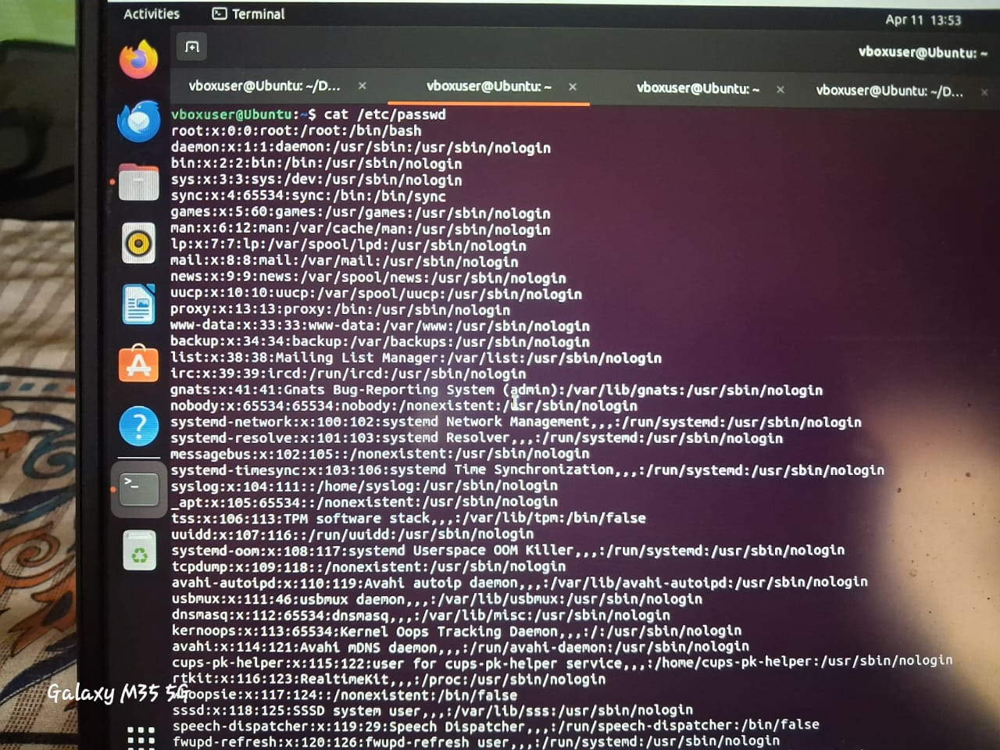 Activities
Terminal
Apr 11 13:53
vboxuser@Ubuntu: ~
vboxuser@Ubuntu: ~/D...
vboxuser@Ubuntu: ~
vboxuser@Ubuntu: ~
vboxuser@Ubuntu: ~/D...
vboxuser@Ubuntu:~$ cat /etc/passwd
root:x:0:0:root:/root:/bin/bash
daemon:x:1:1:daemon:/usr/sbin:/usr/sbin/nologin
bin:x:2:2:bin:/bin:/usr/sbin/nologin
sys:x:3:3:sys:/dev:/usr/sbin/nologin
sync:x:4:65534:sync:/bin:/bin/sync
games:x:5:60:games:/usr/games:/usr/sbin/nologin
man:x:6:12:man:/var/cache/man:/usr/sbin/nologin
lp:x:7:7:lp:/var/spool/lpd:/usr/sbin/nologin
mail:x:8:8:mail:/var/mail:/usr/sbin/nologin
news:x:9:9:news:/var/spool/news:/usr/sbin/nologin
uucp:x:10:10:uucp:/var/spool/uucp:/usr/sbin/nologin
proxy:x:13:13:proxy:/bin:/usr/sbin/nologin
www-data:x:33:33:www-data:/var/www:/usr/sbin/nologin
backup:x:34:34:backup:/var/backups:/usr/sbin/nologin
list:x:38:38:Mailing List Manager:/var/list:/usr/sbin/nologin
irc:x:39:39:ircd:/run/ircd:/usr/sbin/nologin
gnats:x:41:41:Gnats Bug-Reporting System (admin):/var/lib/gnats:/usr/sbin/nologin
nobody:x:65534:65534:nobody:/nonexistent:/usr/sbin/nologin
systemd-network:x:100:102:systemd Network Management,,,:/run/systemd:/usr/sbin/nologin
systemd-resolve:x:101:103:systemd Resolver,,,:/run/systemd:/usr/sbin/nologin
messagebus:x:102:105::/nonexistent:/usr/sbin/nologin
systemd-timesync:x:103:106:systemd Time Synchronization,,,:/run/systemd:/usr/sbin/nologin
syslog:x:104:111::/home/syslog:/usr/sbin/nologin
_apt:x:105:65534::/nonexistent:/usr/sbin/nologin
tss:x:106:113:TPM software stack,,,:/var/lib/tpm:/bin/false
uuidd:x:107:116::/run/uuidd:/usr/sbin/nologin
systemd-oom:x:108:117:systemd Userspace OOM Killer,,,:/run/systemd:/usr/sbin/nologin
tcpdump:x:109:118::/nonexistent:/usr/sbin/nologin
avahi-autoipd:x:110:119:Avahi autoip daemon,,,:/var/lib/avahi-autoipd:/usr/sbin/nologin
usbmux:x:111:46:usbmux daemon,,,:/var/lib/usbmux:/usr/sbin/nologin
dnsmasq:x:112:65534:dnsmasq,,,:/var/lib/misc:/usr/sbin/nologin
kernoops:x:113:65534:Kernel Oops Tracking Daemon,,,:/:/usr/sbin/nologin
avahi:x:114:121:Avahi mDNS daemon,,,:/run/avahi-daemon:/usr/sbin/nologin
cups-pk-helper:x:115:122:user for cups-pk-helper service,,,:/home/cups-pk-helper:/usr/sbin/nologin
rtkit:x:116:123:RealtimeKit,,,:/proc:/usr/sbin/nologin
whoopsie:x:117:124::/nonexistent:/bin/false
sssd:x:118:125:SSSD system user,,,:/var/lib/sss:/usr/sbin/nologin
speech-dispatcher:x:119:29:Speech Dispatcher,,,:/run/speech-dispatcher:/bin/false
fwupd-refresh:x:120:126:fwupd-refresh user,,,:/run/systemd:/usr/sbin/nologin
Galaxy M35 5G